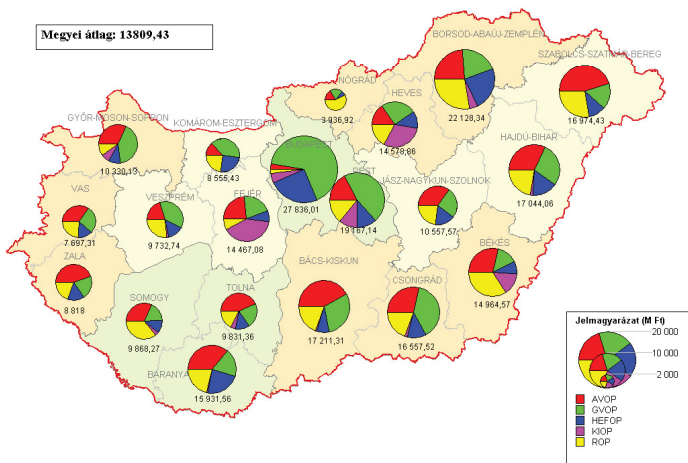 Megyei átlag: 13809,43
BORSOD-ABAÚJ-ZEMPLÉN
22 128,34
SZABOLCS-SZATMÁR-BEREG
16 974,43
NÓGRÁD
3 936,92
HEVES
14 578,86
GYŐR-MOSON-SOPRON
10 330,13
KOMÁROM-ESZTERGOM
8 555,43
BUDAPEST
27 836,01
PEST
19 167,14
HAJDÚ-BIHAR
17 044,06
JÁSZ-NAGYKUN-SZOLNOK
10 557,57
VAS
7 697,31
VESZPRÉM
9 732,74
FEJÉR
14 467,08
ZALA
8 818
SOMOGY
9 868,27
TOLNA
9 831,36
BÁCS-KISKUN
17 211,31
CSONGRÁD
16 557,52
BÉKÉS
14 964,57
BARANYA
15 931,56
Jelmagyarázat (M Ft)
20 000
10 000
2 000
AVOP
GVOP
HEFOP
KIOP
ROP